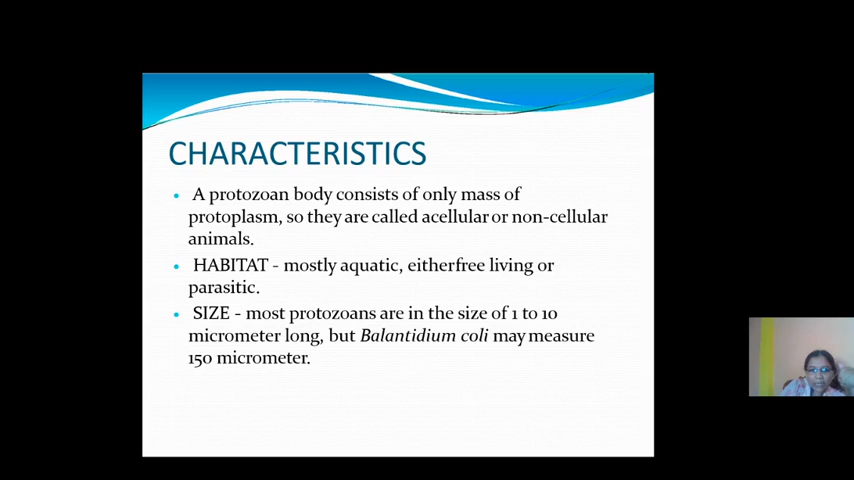 CHARACTERISTICS
• A protozoan body consists of only mass of
protoplasm, so they are called acellular or non-cellular
animals.
• HABITAT - mostly aquatic, eitherfree living or
parasitic.
• SIZE - most protozoans are in the size of 1 to 10
micrometer long, but Balantidium coli may measure
150 micrometer.